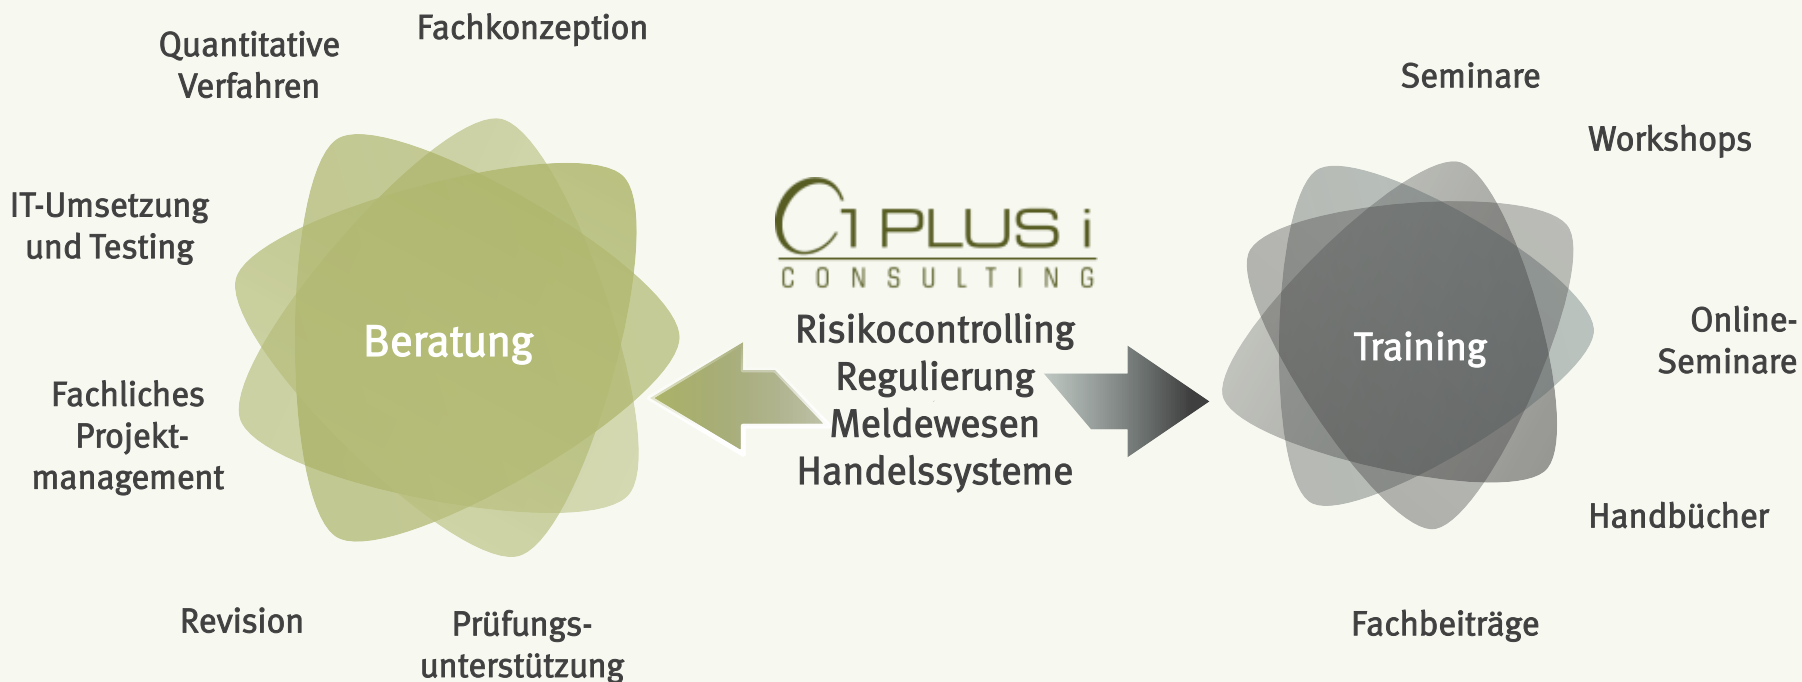 Fachkonzeption
Quantitative
Verfahren
IT-Umsetzung
und Testing
Beratung
Fachliches
Projekt-
management
Revision
Prüfungs-
unterstützung
1 PLUS i
CONSULTING
Risikocontrolling
Regulierung
Meldewesen
Handelssysteme
Seminare
Workshops
Training
Online-
Seminare
Handbücher
Fachbeiträge